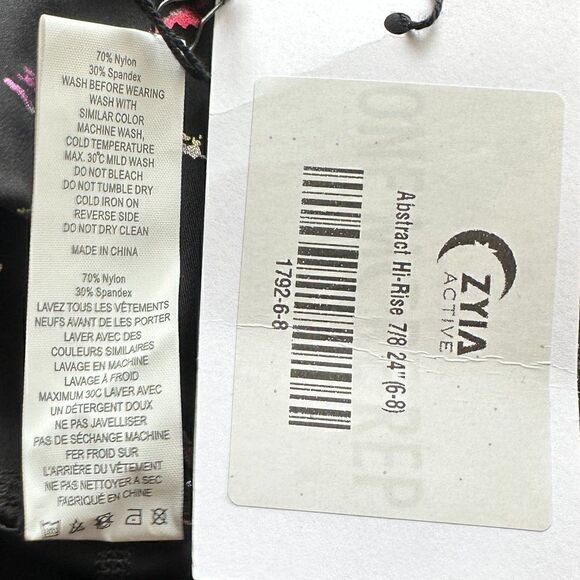 70% Nylon
30% Spandex
WASH BEFORE WEARING
WASH WITH
SIMILAR COLOR
MACHINE WASH,
COLD TEMPERATURE
MAX. 30℃ MILD WASH
DO NOT BLEACH
DO NOT TUMBLE DRY
COLD IRON ON
REVERSE SIDE
DO NOT DRY CLEAN
MADE IN CHINA
70% Nylon
30% Spandex
LAVEZ TOUS LES VÊTEMENTS
NEUFS AVANT DE LES PORTER
LAVER AVEC DES
COULEURS SIMILAIRES
LAVAGE EN MACHINE
LAVAGE À FROID
MAXIMUM 30C LAVER AVEC
UN DÉTERGENT DOUX
NE PAS JAVELLISER
PAS DE SÉCHANGE MACHINE
FER FROID SUR
L'ARRIÈRE DU VÊTEMENT
NE PAS NETTOYER A SEC
FABRIQUÉ EN CHINE
ZYIA
ACTIVE
Abstract Hi-Rise 7/8 24" (6-8)
1792-6-8